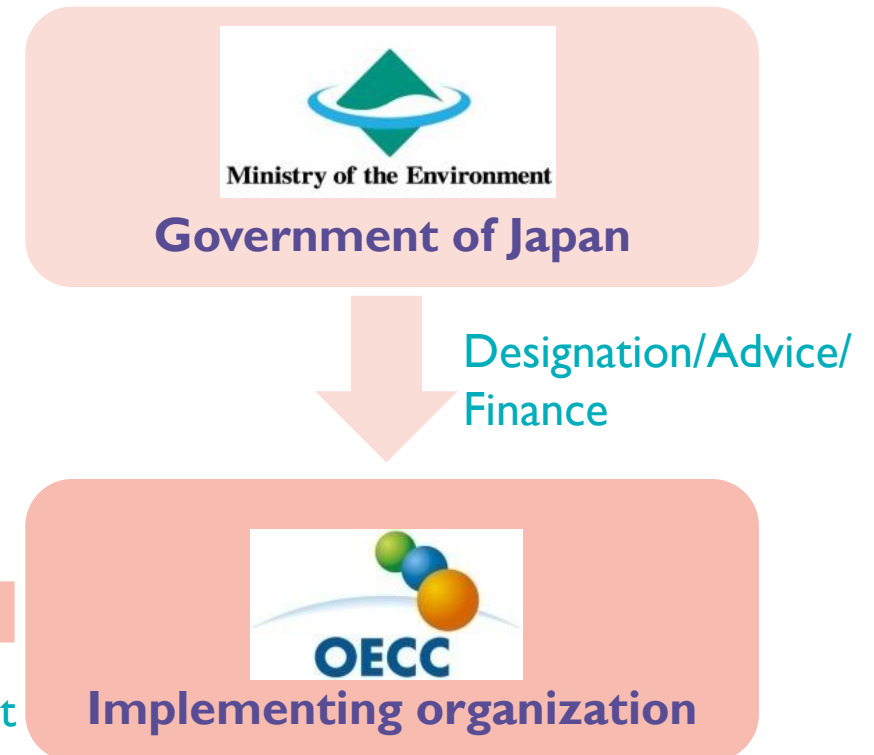 Ministry of the Environment
Government of Japan
Designation/Advice/
Finance
OECC
t
Implementing organization